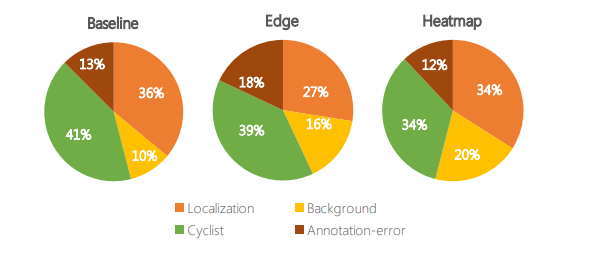 Baseline Edge Heatmap
13% 36% 41% 10%
18% 27% 39% 16%
12% 34% 34% 20%
Localization Background
Cyclist Annotation-error